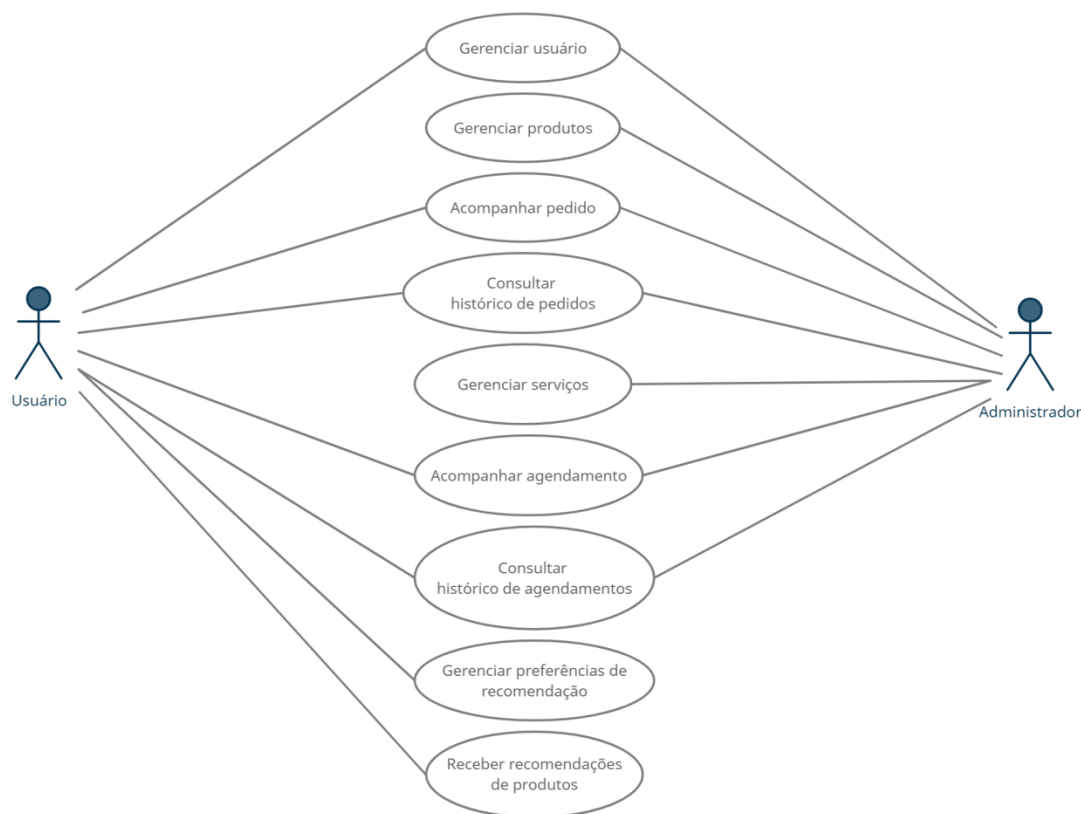 Gerenciar usuário
Gerenciar produtos
Acompanhar pedido
Consultar
histórico de pedidos
Gerenciar serviços
Usuário
Administrador
Acompanhar agendamento
Consultar
histórico de agendamentos
Gerenciar preferências de
recomendação
Receber recomendações
de produtos